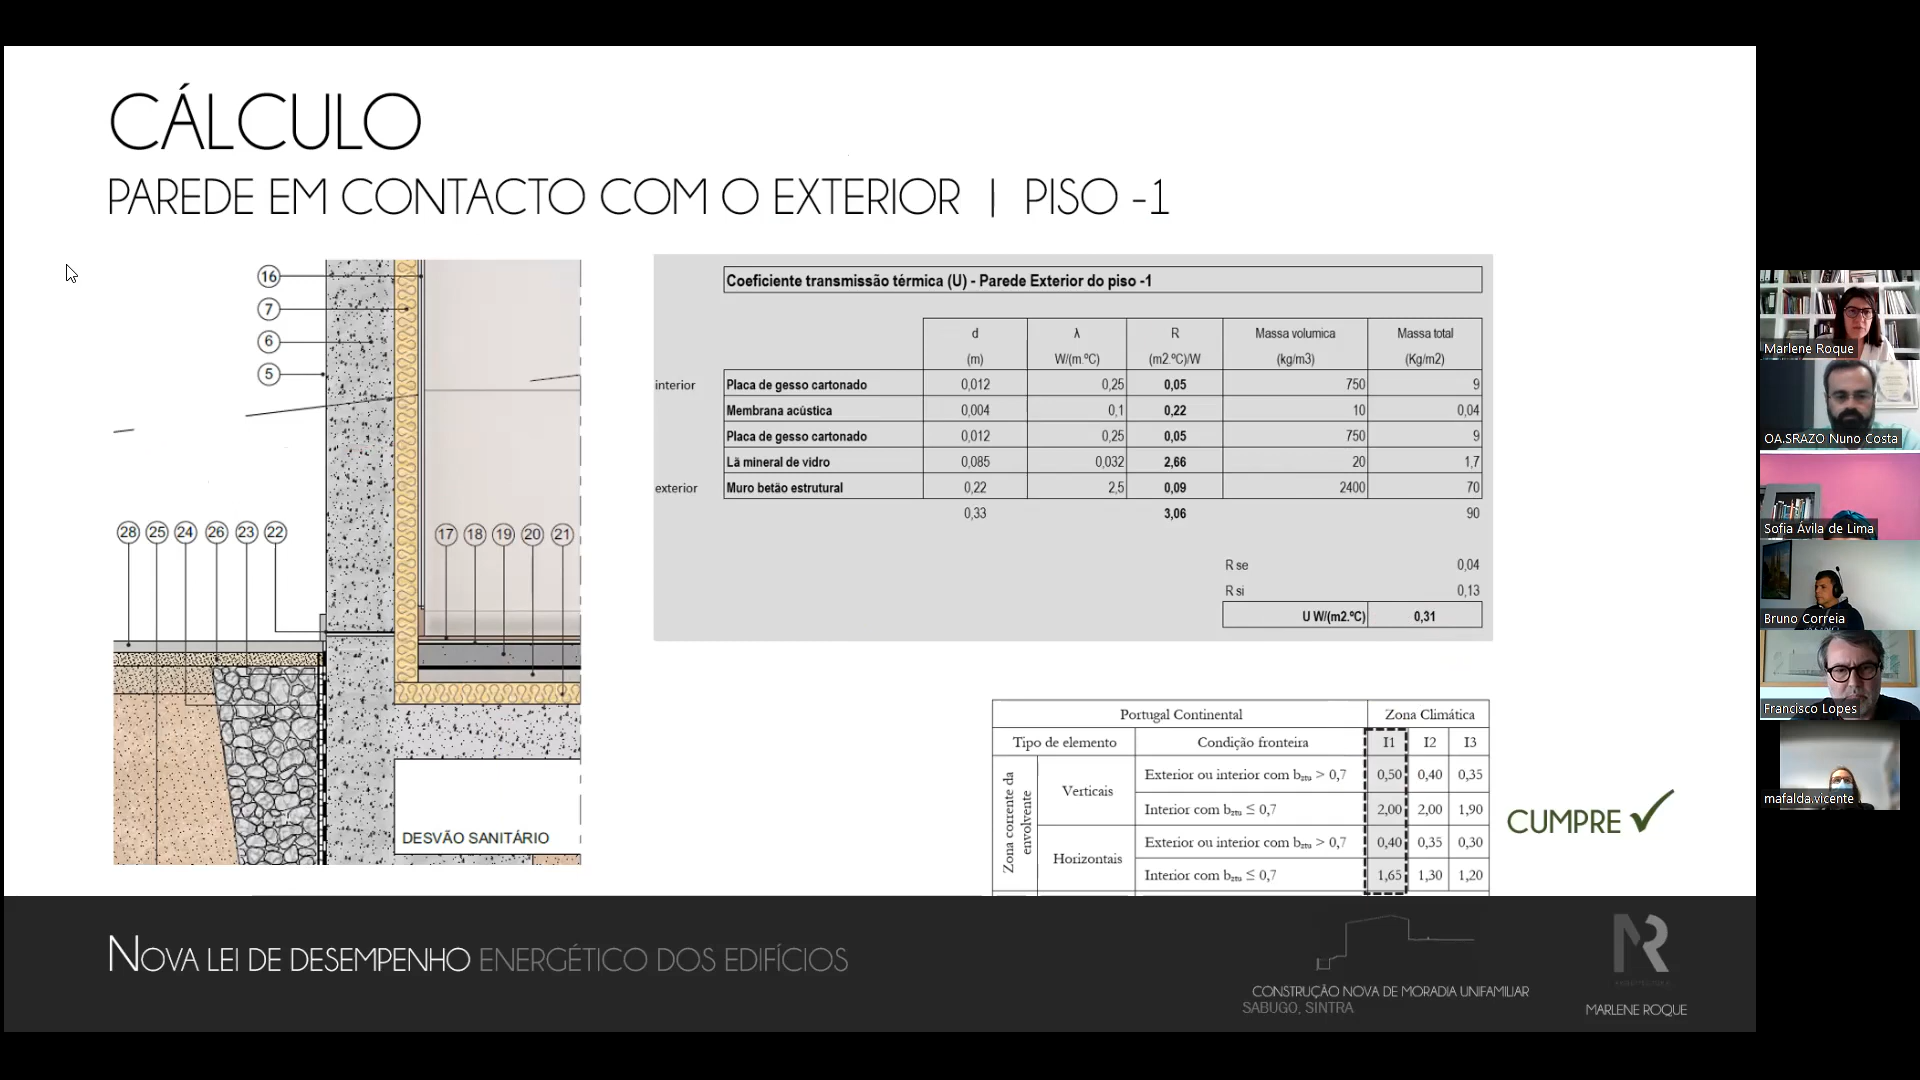 CÁLCULO
PAREDE EM CONTACTO COM O EXTERIOR | PISO -1
16
7
6
5
28 25 24 26 23 22
17 18 19 20 21
DESVÃO SANITÁRIO
Coeficiente transmissão térmica (U) - Parede Exterior do piso -1
d λ R Massa volumica Massa total
(m) W/(m.ºC) (m2.ºC)/W (kg/m3) (Kg/m2)
interior Placa de gesso cartonado 0,012 0,25 0,05 750 9
Membrana acústica 0,004 0,1 0,22 10 0,04
Placa de gesso cartonado 0,012 0,25 0,05 750 9
Lã mineral de vidro 0,085 0,032 2,66 20 1,7
exterior Muro betão estrutural 0,22 2,5 0,09 2400 70
0,33 3,06 90
R se 0,04
R si 0,13
U W/(m2.ºC) 0,31
Portugal Continental Zona Climática
Tipo de elemento Condição fronteira I1 I2 I3
Zona corrente da envolvente
Verticais
Exterior ou interior com bztu > 0,7 0,50 0,40 0,35
Interior com bztu ≤ 0,7 2,00 2,00 1,90
Horizontais
Exterior ou interior com bztu > 0,7 0,40 0,35 0,30
Interior com bztu ≤ 0,7 1,65 1,30 1,20
CUMPRE
NOVA LEI DE DESEMPENHO ENERGÉTICO DOS EDIFÍCIOS
CONSTRUÇÃO NOVA DE MORADIA UNIFAMILIAR
SABUGO, SINTRA
MR
MARLENE ROQUE
Marlene Roque
OA.SRAZO Nuno Costa
Sofia Ávila de Lima
Bruno Correia
Francisco Lopes
mafalda.vicente